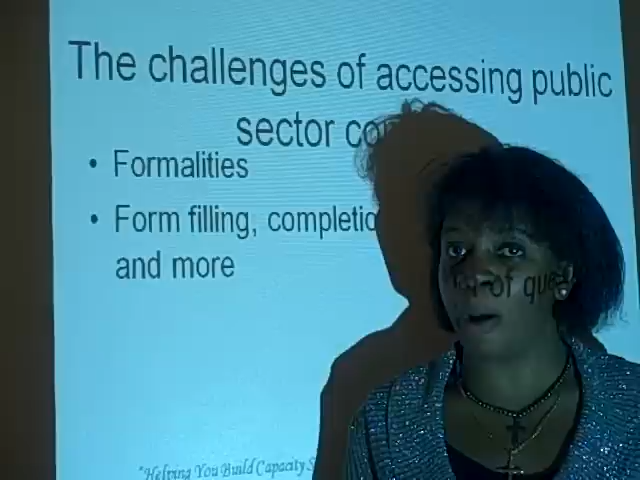 The challenges of accessing public
sector co
• Formalities
• Form filling, completio of que
and more
"Helping You Build Capacity S